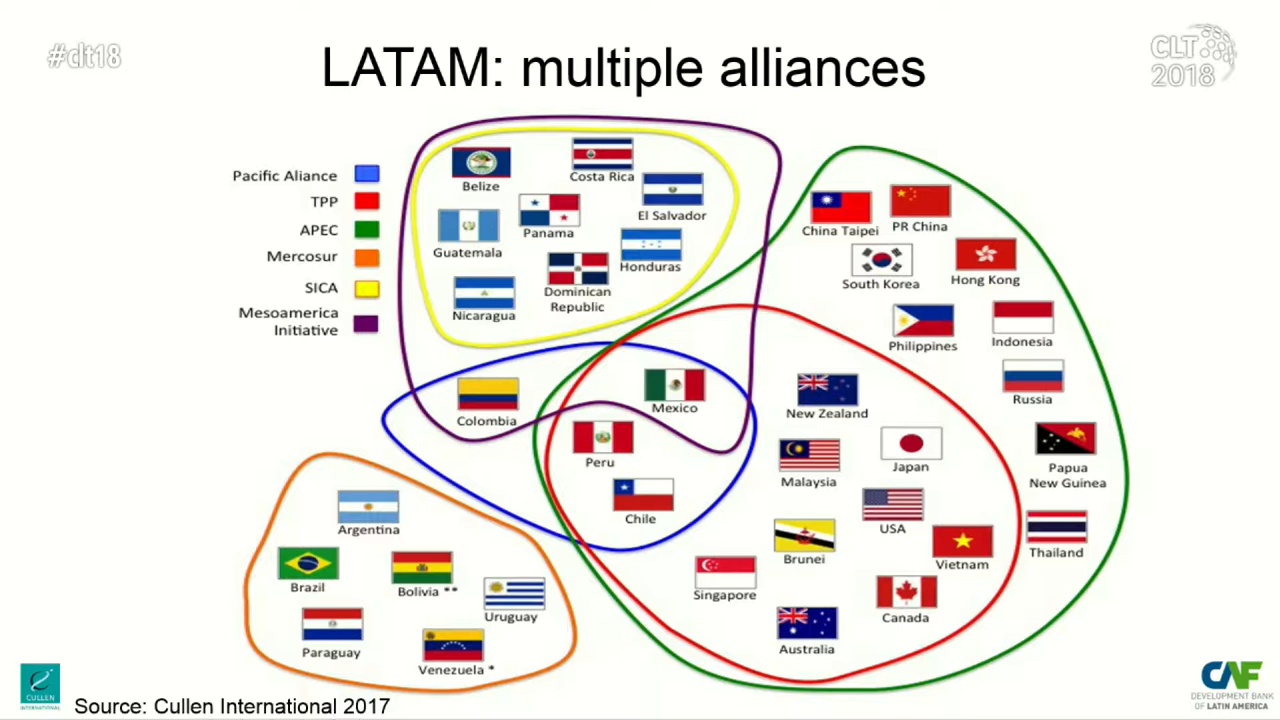 #clt18
LATAM: multiple alliances
CLT
2018
Pacific Aliance
TPP
APEC
Mercosur
SICA
Mesoamerica
Initiative
Belize
Costa Rica
El Salvador
Guatemala
Panama
Honduras
Nicaragua
Dominican
Republic
Colombia
Mexico
Peru
Chile
China Taipei
PR China
South Korea
Hong Kong
Philippines
Indonesia
Russia
Papua
New Guinea
Thailand
New Zealand
Japan
Malaysia
USA
Brunei
Vietnam
Singapore
Canada
Australia
Argentina
Brazil
Bolivia **
Uruguay
Paraguay
Venezuela *
CULLEN
INTERNATIONAL
Source: Cullen International 2017
CAF
DEVELOPMENT BANK
OF LATIN AMERICA